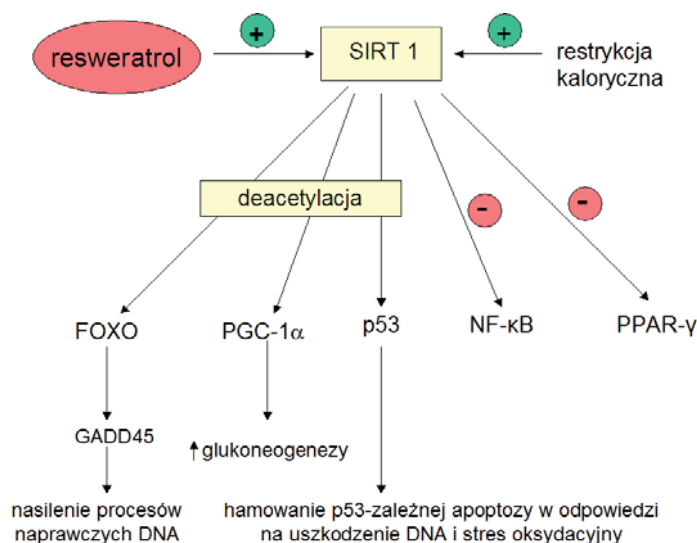 resweratrol
+
SIRT 1
+
restrykcja
kaloryczna
deacetylacja
-
-
FOXO
PGC-1α
p53
NF-κB
PPAR-γ
GADD45
↑glukoneogenezy
nasilenie procesów
naprawczych DNA
hamowanie p53-zależnej apoptozy w odpowiedzi
na uszkodzenie DNA i stres oksydacyjny